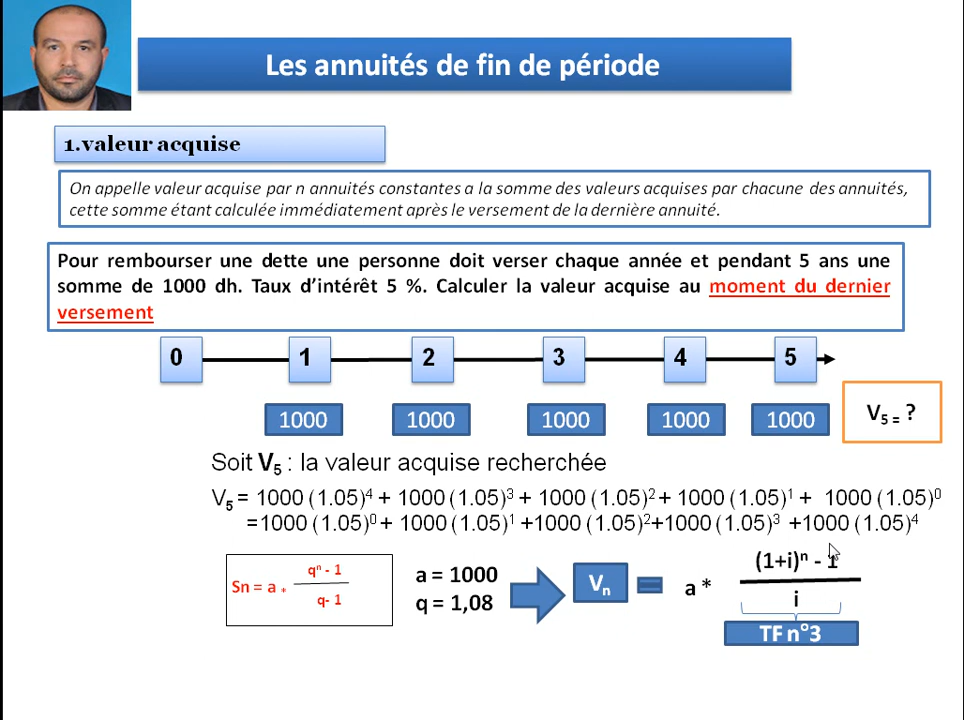 Les annuités de fin de période
1.valeur acquise
On appelle valeur acquise par n annuités constantes a la somme des valeurs acquises par chacune des annuités,
cette somme étant calculée immédiatement après le versement de la dernière annuité.
Pour rembourser une dette une personne doit verser chaque année et pendant 5 ans une
somme de 1000 dh. Taux d'intérêt 5 %. Calculer la valeur acquise au moment du dernier
versement
0 1 2 3 4 5
1000 1000 1000 1000 1000
V₅ ₌ ?
Soit V₅ : la valeur acquise recherchée
V₅ = 1000 (1.05)⁴ + 1000 (1.05)³ + 1000 (1.05)² + 1000 (1.05)¹ + 1000 (1.05)⁰
=1000 (1.05)⁰ + 1000 (1.05)¹ +1000 (1.05)²+1000 (1.05)³ +1000 (1.05)⁴
Sn = a *
qⁿ - 1
q- 1
a = 1000
q = 1,08
Vₙ
=
a *
(1+i)ⁿ - 1
i
TF n°3